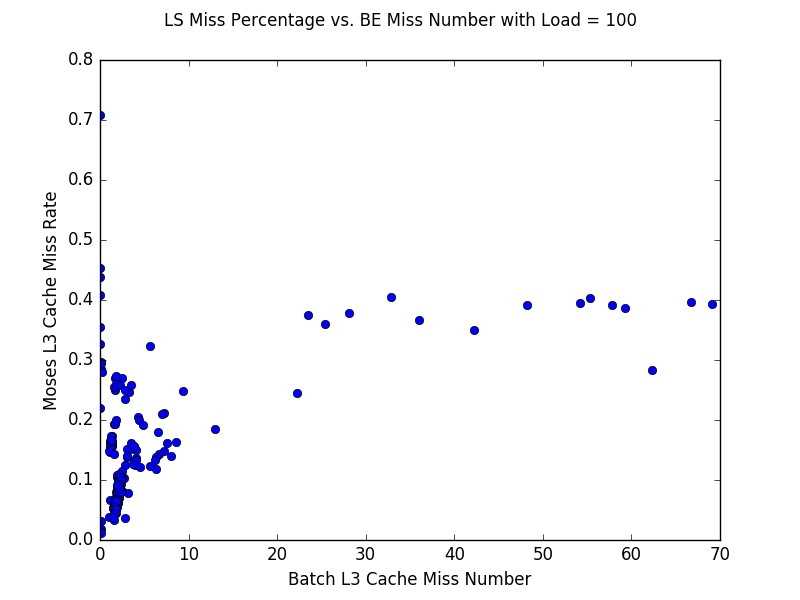 LS Miss Percentage vs. BE Miss Number with Load = 100
0.8
0.7
0.6
0.5
0.4
0.3
0.2
0.1
0.0
Moses L3 Cache Miss Rate
0 10 20 30 40 50 60 70
Batch L3 Cache Miss Number